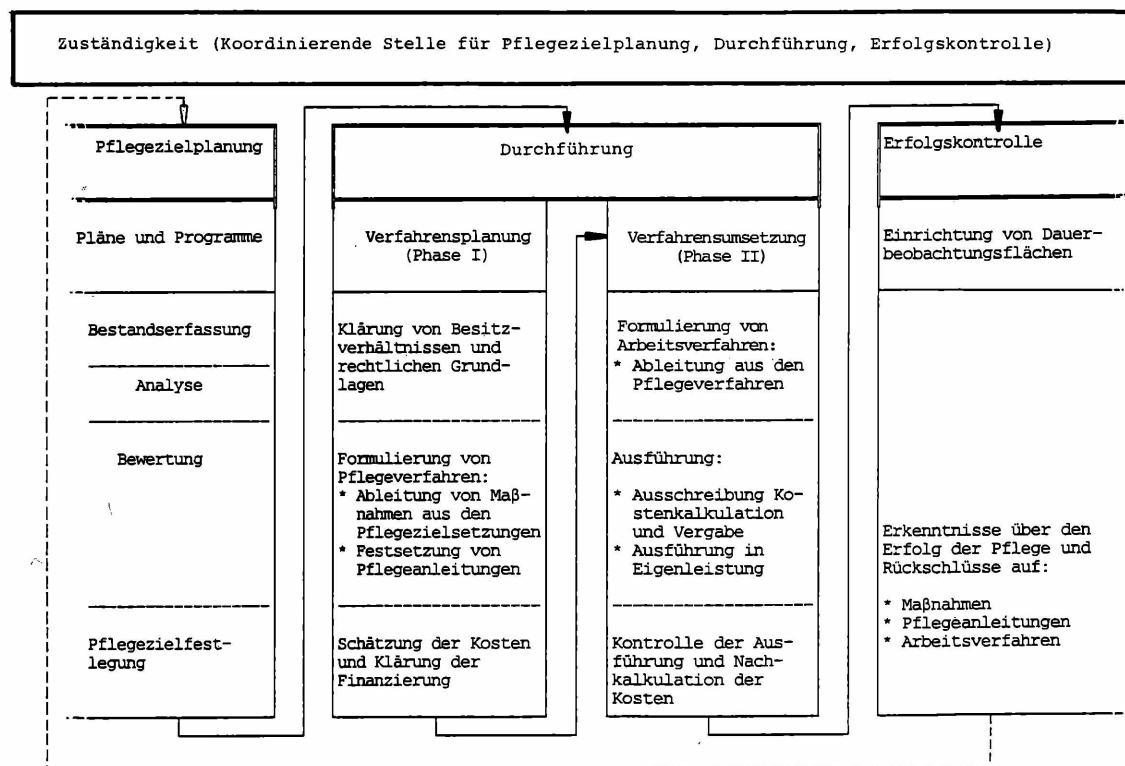 Zuständigkeit (Koordinierende Stelle für Pflegezielplanung, Durchführung, Erfolgskontrolle)
Pflegezielplanung
Pläne und Programme
Bestandserfassung
Analyse
Bewertung
Pflegezielfest-
legung
Durchführung
Verfahrensplanung
(Phase I)
Klärung von Besitz-
verhältnissen und
rechtlichen Grund-
lagen
Formulierung von
Pflegeverfahren:
* Ableitung von Maß-
nahmen aus den
Pflegezielsetzungen
* Festsetzung von
Pflegeanleitungen
Schätzung der Kosten
und Klärung der
Finanzierung
Verfahrensumsetzung
(Phase II)
Formulierung von
Arbeitsverfahren:
* Ableitung aus den
Pflegeverfahren
Ausführung:
* Ausschreibung Ko-
stenkalkulation
und Vergabe
* Ausführung in
Eigenleistung
Kontrolle der Aus-
führung und Nach-
kalkulation der
Kosten
Erfolgskontrolle
Einrichtung von Dauer-
beobachtungsflächen
Erkenntnisse über den
Erfolg der Pflege und
Rückschlüsse auf:
* Maßnahmen
* Pflegeanleitungen
* Arbeitsverfahren